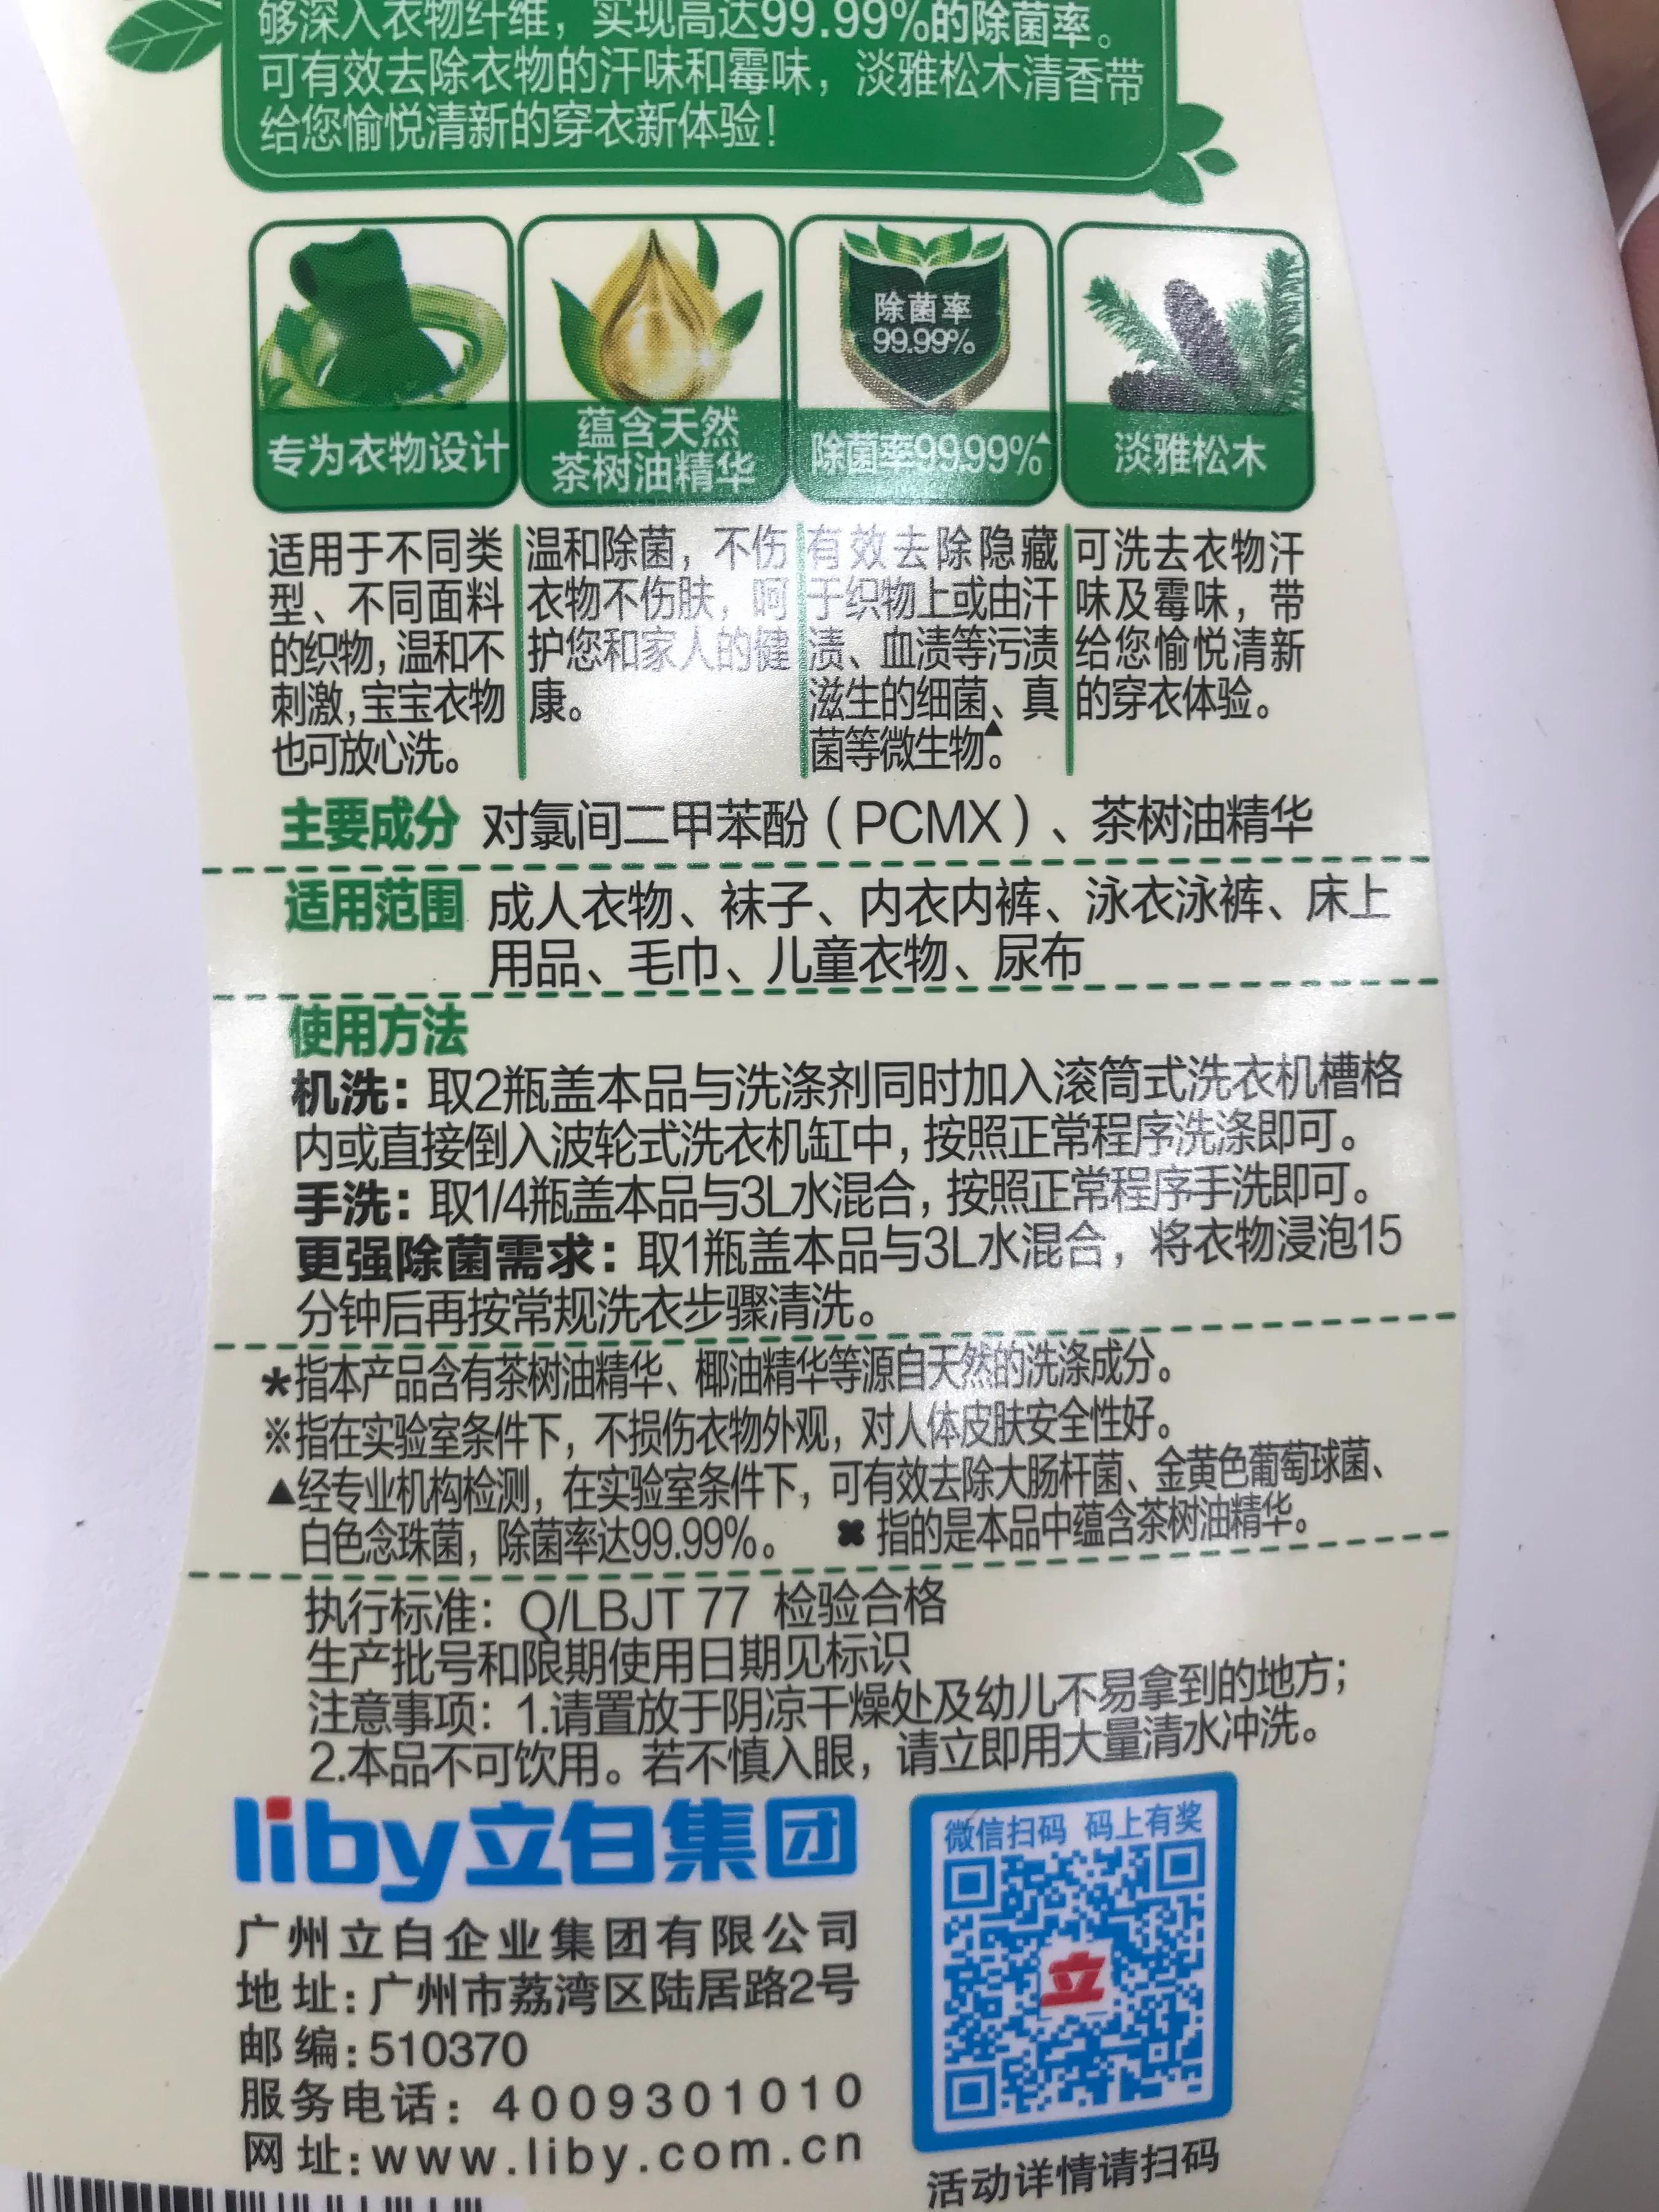 够深入衣物纤维，实现高达99.99%的除菌率。
可有效去除衣物的汗味和霉味，淡雅松木清香带
给您愉悦清新的穿衣新体验！
除菌率
99.99%
专为衣物设计
蕴含天然
茶树油精华
除菌率99.99%▲
淡雅松木
适用于不同类
型、不同面料
的织物，温和不
刺激，宝宝衣物
也可放心洗。
温和除菌，不伤
衣物不伤肤，呵
护您和家人的健
康。
有效去除隐藏
于织物上或由汗
渍、血渍等污渍
滋生的细菌、真
菌等微生物▲。
可洗去衣物汗
味及霉味，带
给您愉悦清新
的穿衣体验。
主要成分 对氯间二甲苯酚（PCMX）、茶树油精华
适用范围 成人衣物、袜子、内衣内裤、泳衣泳裤、床上
用品、毛巾、儿童衣物、尿布
使用方法
机洗：取2瓶盖本品与洗涤剂同时加入滚筒式洗衣机槽格
内或直接倒入波轮式洗衣机缸中，按照正常程序洗涤即可。
手洗：取1/4瓶盖本品与3L水混合，按照正常程序手洗即可。
更强除菌需求：取1瓶盖本品与3L水混合，将衣物浸泡15
分钟后再按常规洗衣步骤清洗。
*指本产品含有茶树油精华、椰油精华等源自天然的洗涤成分。
※指在实验室条件下，不损伤衣物外观，对人体皮肤安全性好。
▲经专业机构检测，在实验室条件下，可有效去除大肠杆菌、金黄色葡萄球菌、
白色念珠菌，除菌率达99.99%。 ✖指的是本品中蕴含茶树油精华。
执行标准：Q/LBJT 77 检验合格
生产批号和限期使用日期见标识
注意事项：1.请置放于阴凉干燥处及幼儿不易拿到的地方；
2.本品不可饮用。若不慎入眼，请立即用大量清水冲洗。
liby立白集团
广州立白企业集团有限公司
地址：广州市荔湾区陆居路2号
邮编：510370
服务电话：4009301010
网址：www.liby.com.cn
微信扫码 码上有奖
立
活动详情请扫码